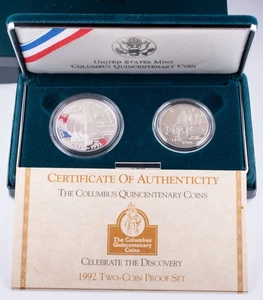 UNITED STATES MINT
COLUMBUS QUINCENTENARY COIN
CERTIFICATE OF AUTHENTICITY
THE COLUMBUS QUINCENTENARY COINS
The Columbus
Quincentenary
Coins
CELEBRATE THE DISCOVERY
1992 TWO-COIN PROOF SET